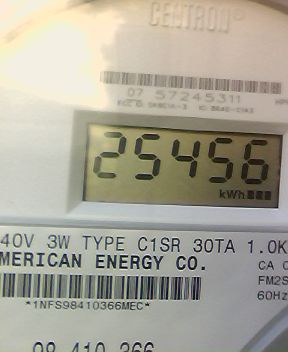 CENTRON®
07 57245311
25456
kWh
40V 3W TYPE C1SR 30TA 1.0K
MERICAN ENERGY CO.
CA 0
FM2S
60Hz
*1NFS98410366MEC*
98 410 366